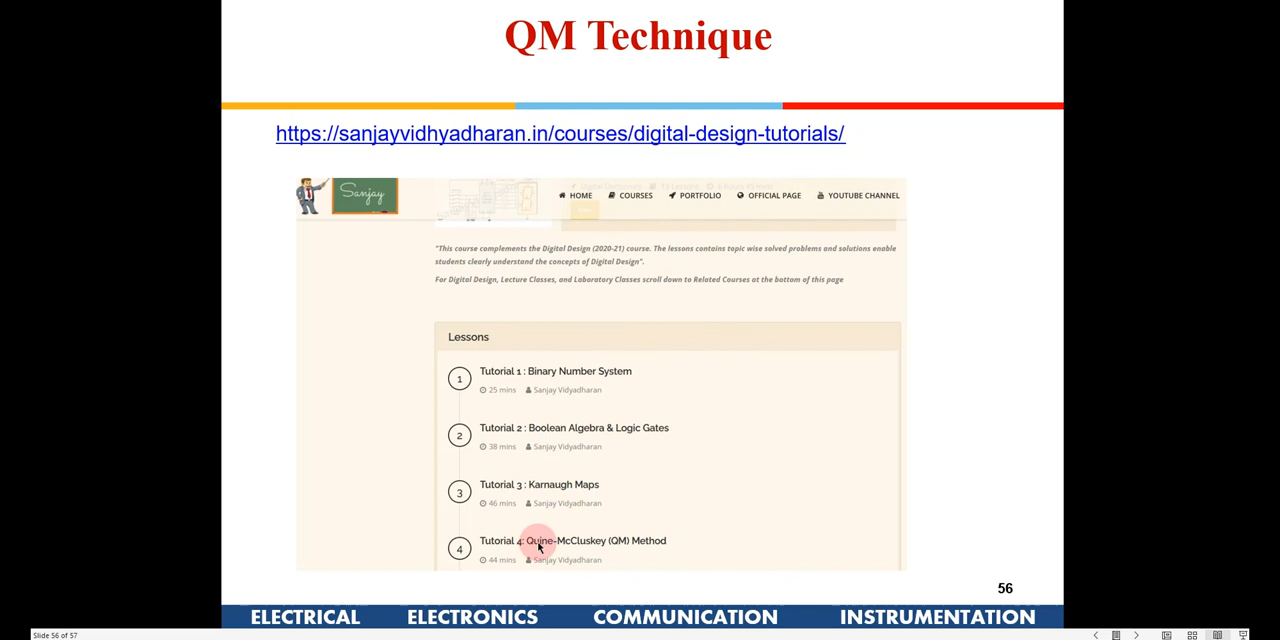 QM Technique
https://sanjayvidhyadharan.in/courses/digital-design-tutorials/
Sanjay
HOME COURSES PORTFOLIO OFFICIAL PAGE YOUTUBE CHANNEL
"This course complements the Digital Design (2020-21) course. The lessons contains topic wise solved problems and solutions enable
students clearly understand the concepts of Digital Design".
For Digital Design, Lecture Classes, and Laboratory Classes scroll down to Related Courses at the bottom of this page
Lessons
1 Tutorial 1 : Binary Number System
25 mins Sanjay Vidyadharan
2 Tutorial 2 : Boolean Algebra & Logic Gates
38 mins Sanjay Vidyadharan
3 Tutorial 3 : Karnaugh Maps
46 mins Sanjay Vidyadharan
4 Tutorial 4: Quine-McCluskey (QM) Method
44 mins Sanjay Vidyadharan
56
ELECTRICAL ELECTRONICS COMMUNICATION INSTRUMENTATION
Slide 56 of 57